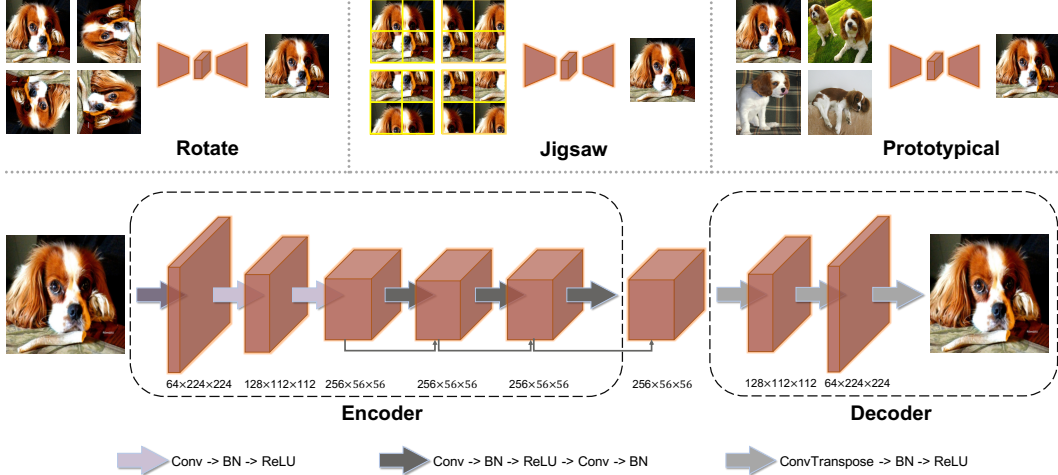 Rotate
Jigsaw
Prototypical
64×224×224
128×112×112
256×56×56
256×56×56
256×56×56
256×56×56
128×112×112
64×224×224
Encoder
Decoder
Conv -> BN -> ReLU
Conv -> BN -> ReLU -> Conv -> BN
ConvTranspose -> BN -> ReLU